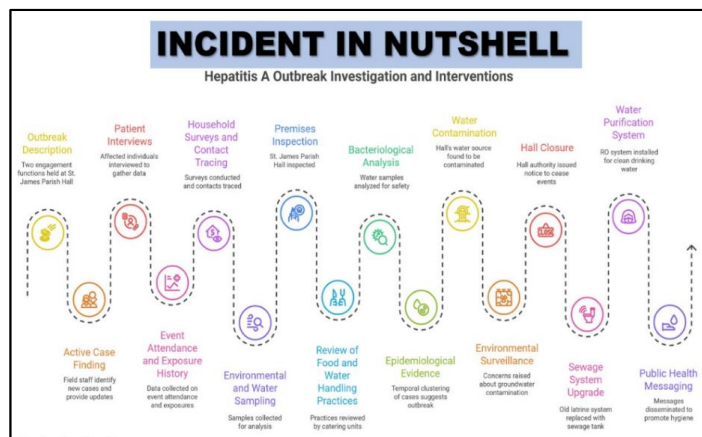 INCIDENT IN NUTSHELL
Hepatitis A Outbreak Investigation and Interventions
Outbreak
Description
Two engagement
functions held at St.
James Parish Hall
Active Case
Finding
Field staff identify
new cases and
provide updates
Patient
Interviews
Affected individuals
interviewed to
gather data
Event
Attendance
and Exposure
History
Data collected on
event attendance
and exposures
Household
Surveys and
Contact
Tracing
Surveys conducted
and contacts traced
Environmental
and Water
Sampling
Samples collected
for analysis
Premises
Inspection
St. James Parish
Hall inspected
Review of
Food and
Water
Handling
Practices
Practices reviewed
by catering units
Bacteriological
Analysis
Water samples
analyzed for safety
Epidemiological
Evidence
Temporal clustering
of cases suggests
outbreak
Water
Contamination
Hall's water source
found to be
contaminated
Environmental
Surveillance
Concerns raised
about groundwater
contamination
Hall Closure
Hall authority issued
notice to cease
events
Sewage
System
Upgrade
Old latrine system
replaced with
sewage tank
Water
Purification
System
RO system installed
for clean drinking
water
Public Health
Messaging
Messages
disseminated to
promote hygiene